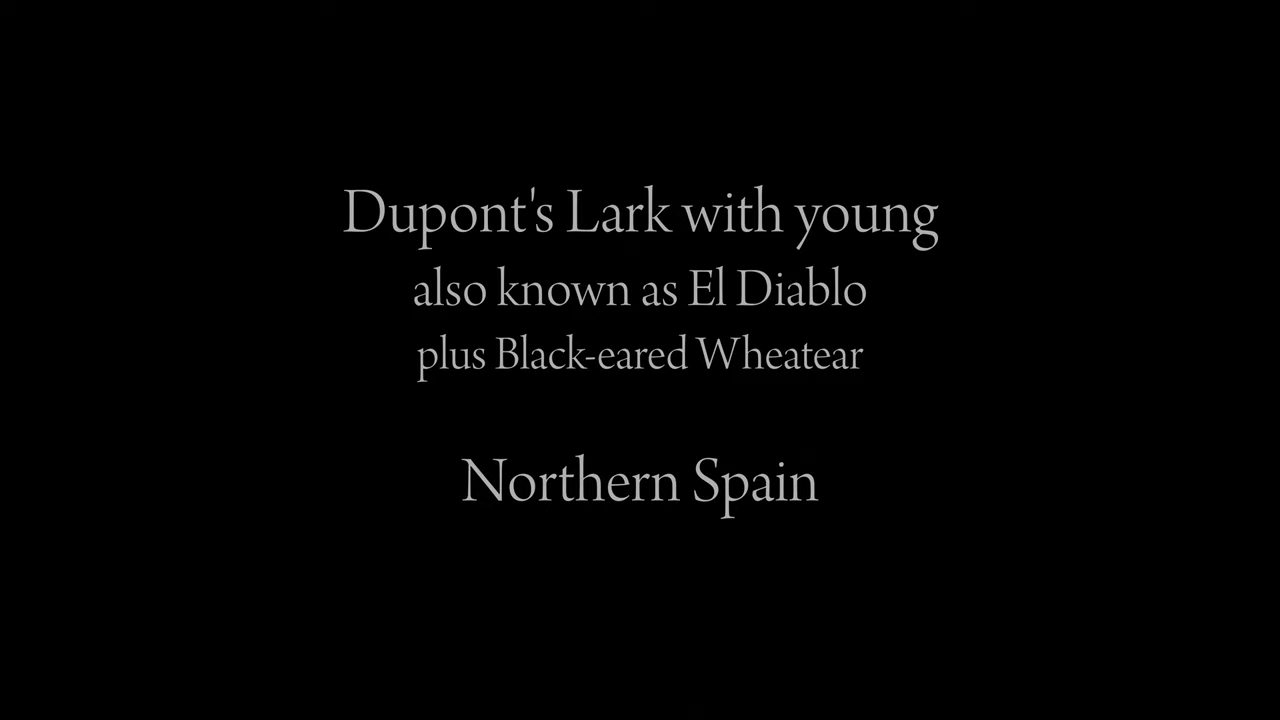 Dupont's Lark with young
also known as El Diablo
plus Black-eared Wheatear
Northern Spain